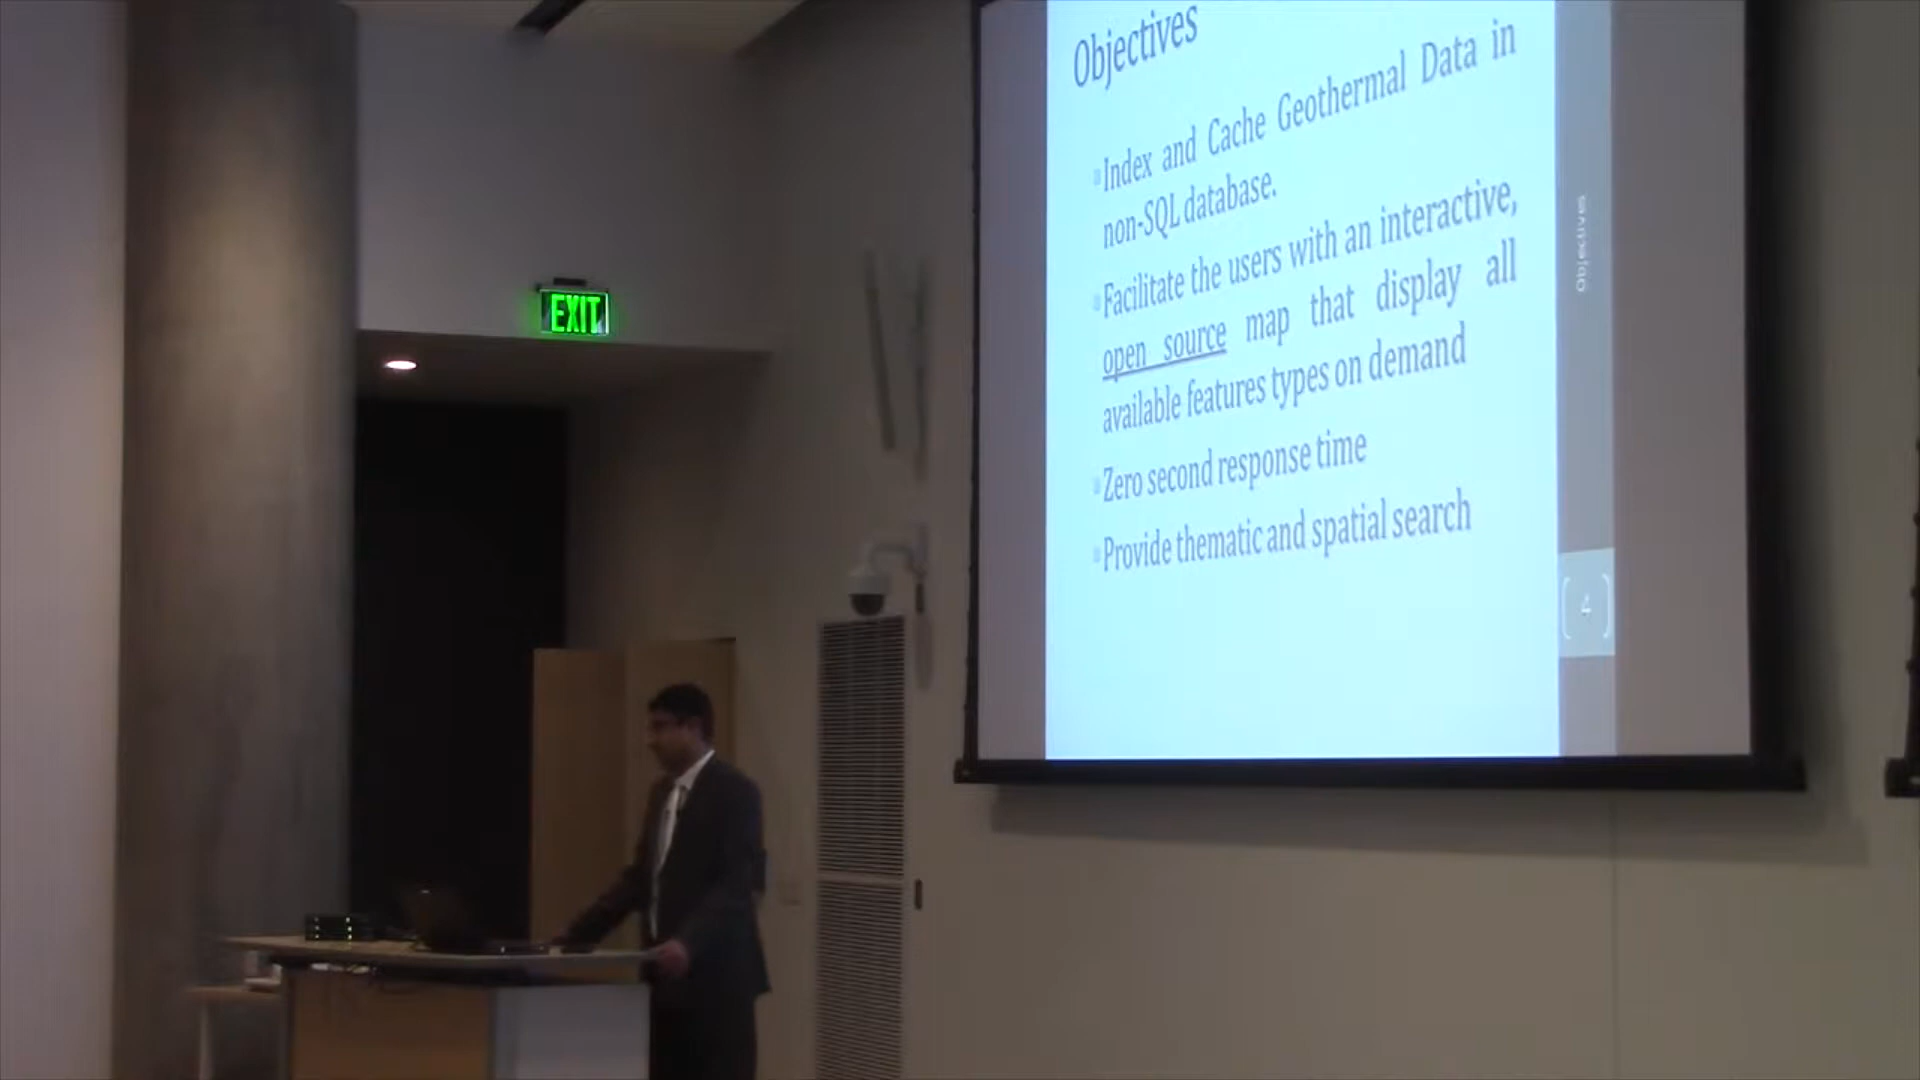 Objectives
Index and Cache Geothermal Data in
non-SQL database.
Facilitate the users with an interactive,
open source map that display all
available features types on demand
Zero second response time
Provide thematic and spatial search
Objectives
4
EXIT